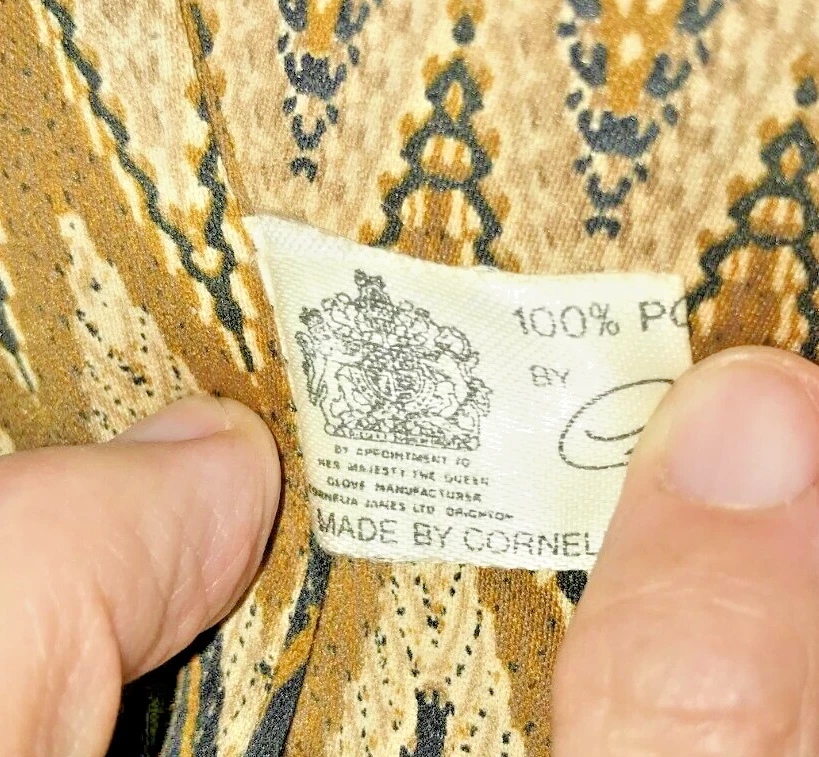 100% PO
BY
BY APPOINTMENT TO
HER MAJESTY THE QUEEN
GLOVE MANUFACTURER
CORNELIA JAMES LTD BRIGHTON
MADE BY CORNEL